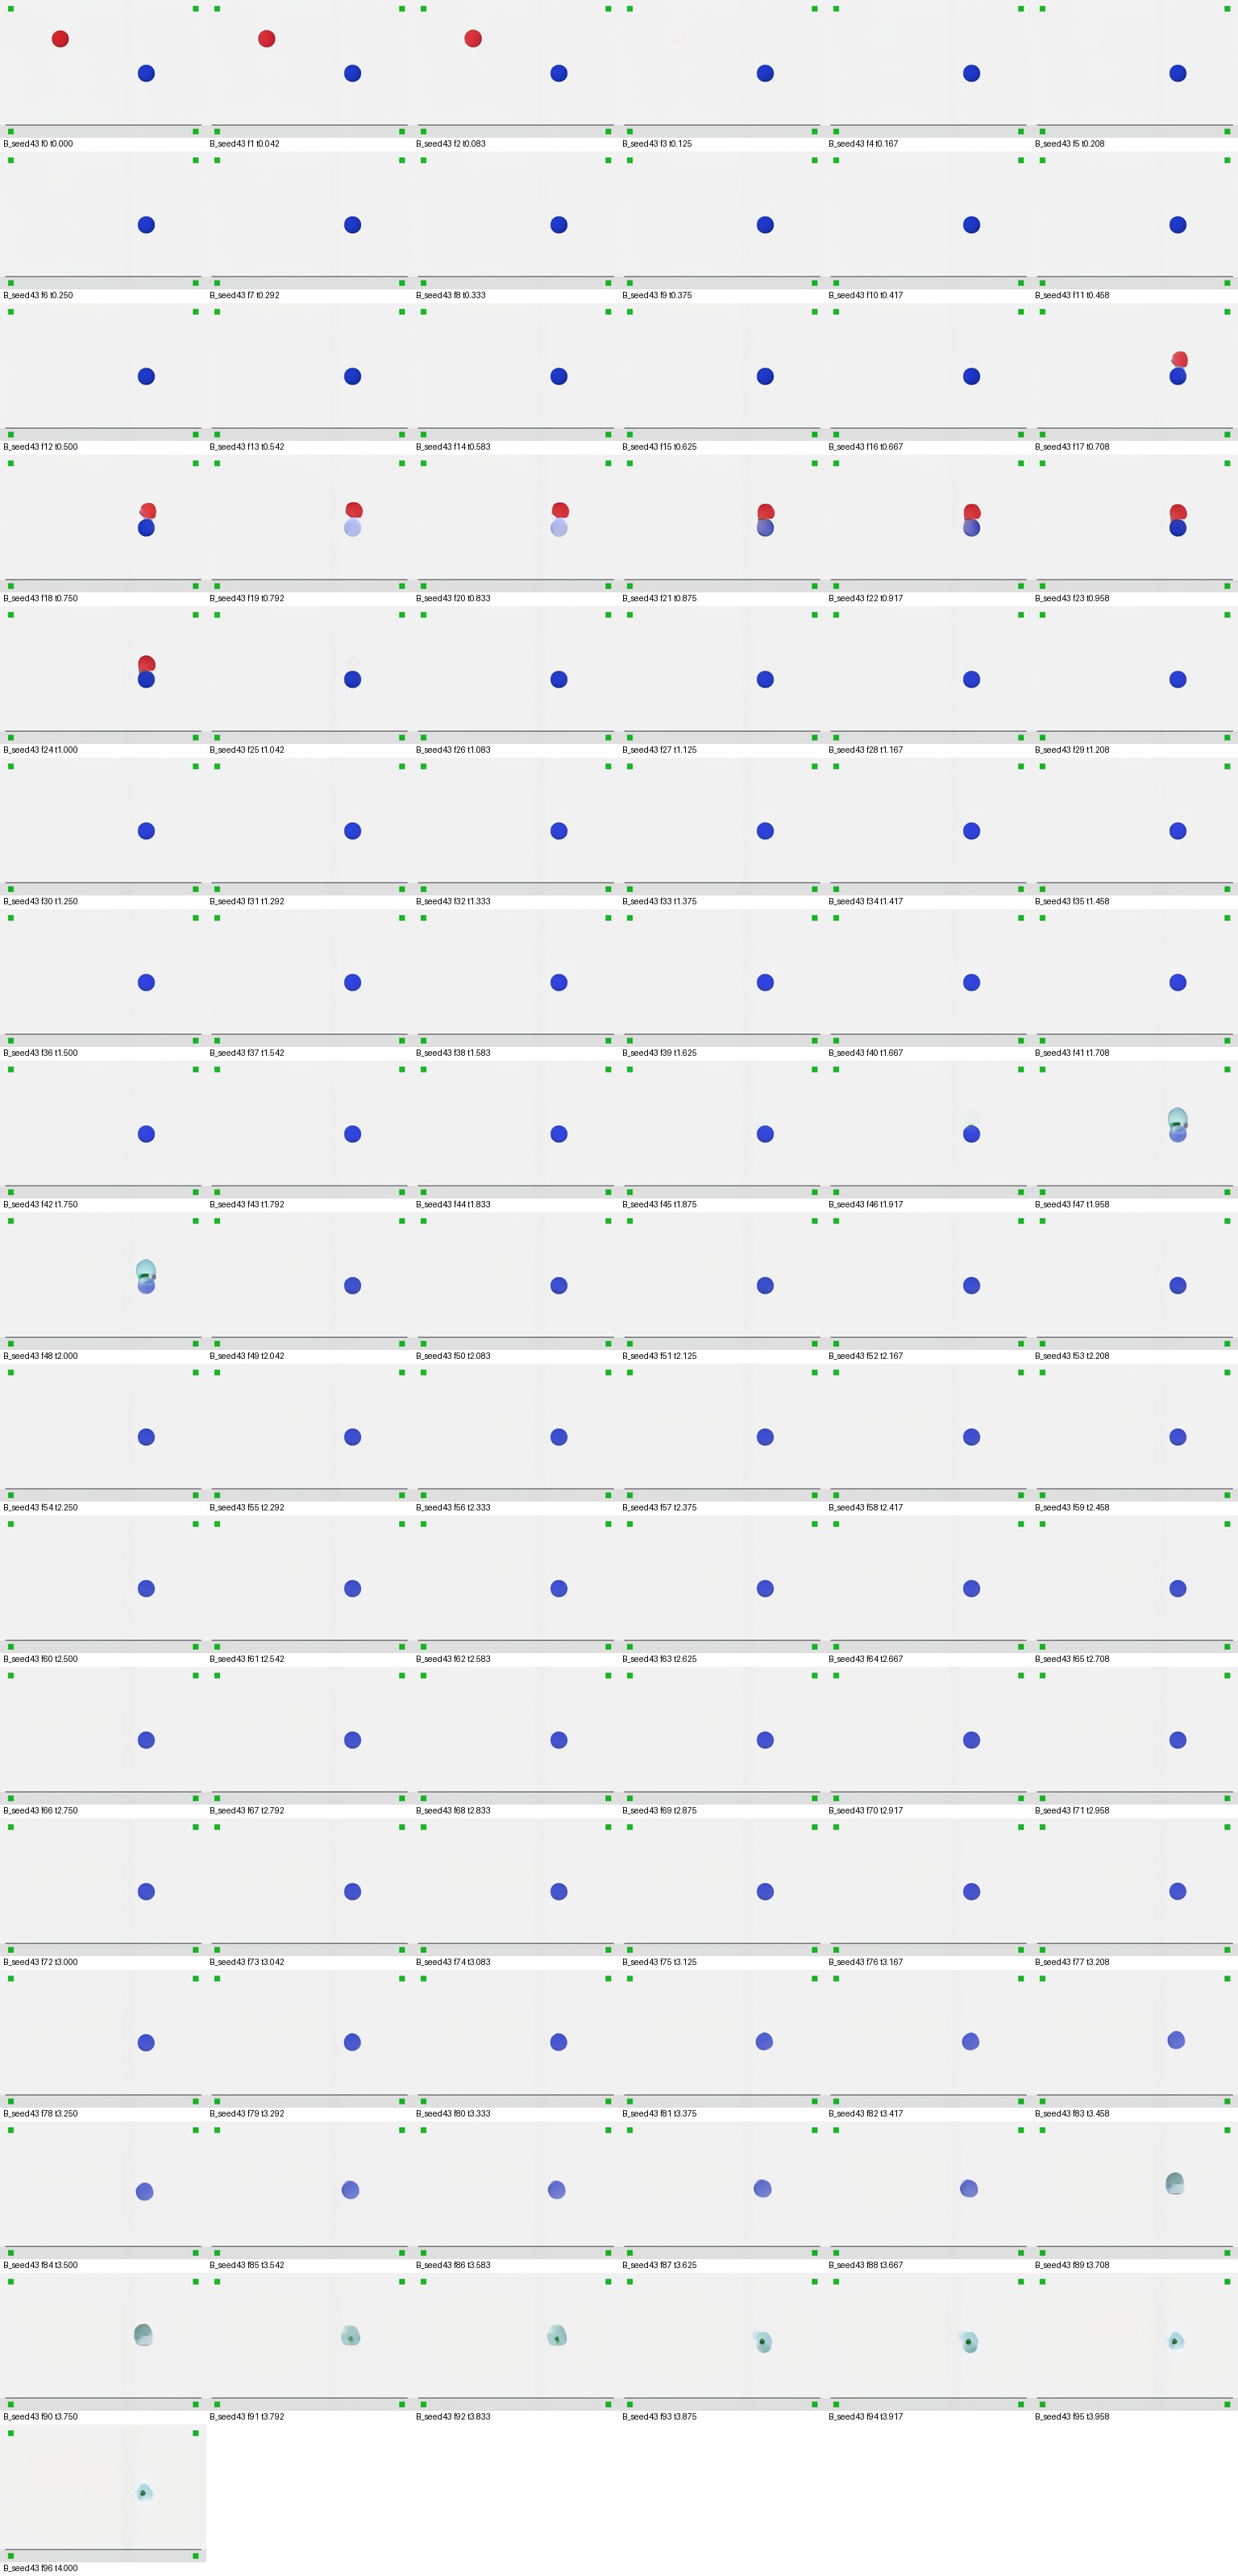 B_seed43 f0 t0.000 B_seed43 f1 t0.042 B_seed43 f2 t0.083 B_seed43 f3 t0.125 B_seed43 f4 t0.167 B_seed43 f5 t0.208
B_seed43 f6 t0.250 B_seed43 f7 t0.292 B_seed43 f8 t0.333 B_seed43 f9 t0.375 B_seed43 f10 t0.417 B_seed43 f11 t0.458
B_seed43 f12 t0.500 B_seed43 f13 t0.542 B_seed43 f14 t0.583 B_seed43 f15 t0.625 B_seed43 f16 t0.667 B_seed43 f17 t0.708
B_seed43 f18 t0.750 B_seed43 f19 t0.792 B_seed43 f20 t0.833 B_seed43 f21 t0.875 B_seed43 f22 t0.917 B_seed43 f23 t0.958
B_seed43 f24 t1.000 B_seed43 f25 t1.042 B_seed43 f26 t1.083 B_seed43 f27 t1.125 B_seed43 f28 t1.167 B_seed43 f29 t1.208
B_seed43 f30 t1.250 B_seed43 f31 t1.292 B_seed43 f32 t1.333 B_seed43 f33 t1.375 B_seed43 f34 t1.417 B_seed43 f35 t1.458
B_seed43 f36 t1.500 B_seed43 f37 t1.542 B_seed43 f38 t1.583 B_seed43 f39 t1.625 B_seed43 f40 t1.667 B_seed43 f41 t1.708
B_seed43 f42 t1.750 B_seed43 f43 t1.792 B_seed43 f44 t1.833 B_seed43 f45 t1.875 B_seed43 f46 t1.917 B_seed43 f47 t1.958
B_seed43 f48 t2.000 B_seed43 f49 t2.042 B_seed43 f50 t2.083 B_seed43 f51 t2.125 B_seed43 f52 t2.167 B_seed43 f53 t2.208
B_seed43 f54 t2.250 B_seed43 f55 t2.292 B_seed43 f56 t2.333 B_seed43 f57 t2.375 B_seed43 f58 t2.417 B_seed43 f59 t2.458
B_seed43 f60 t2.500 B_seed43 f61 t2.542 B_seed43 f62 t2.583 B_seed43 f63 t2.625 B_seed43 f64 t2.667 B_seed43 f65 t2.708
B_seed43 f66 t2.750 B_seed43 f67 t2.792 B_seed43 f68 t2.833 B_seed43 f69 t2.875 B_seed43 f70 t2.917 B_seed43 f71 t2.958
B_seed43 f72 t3.000 B_seed43 f73 t3.042 B_seed43 f74 t3.083 B_seed43 f75 t3.125 B_seed43 f76 t3.167 B_seed43 f77 t3.208
B_seed43 f78 t3.250 B_seed43 f79 t3.292 B_seed43 f80 t3.333 B_seed43 f81 t3.375 B_seed43 f82 t3.417 B_seed43 f83 t3.458
B_seed43 f84 t3.500 B_seed43 f85 t3.542 B_seed43 f86 t3.583 B_seed43 f87 t3.625 B_seed43 f88 t3.667 B_seed43 f89 t3.708
B_seed43 f90 t3.750 B_seed43 f91 t3.792 B_seed43 f92 t3.833 B_seed43 f93 t3.875 B_seed43 f94 t3.917 B_seed43 f95 t3.958
B_seed43 f96 t4.000